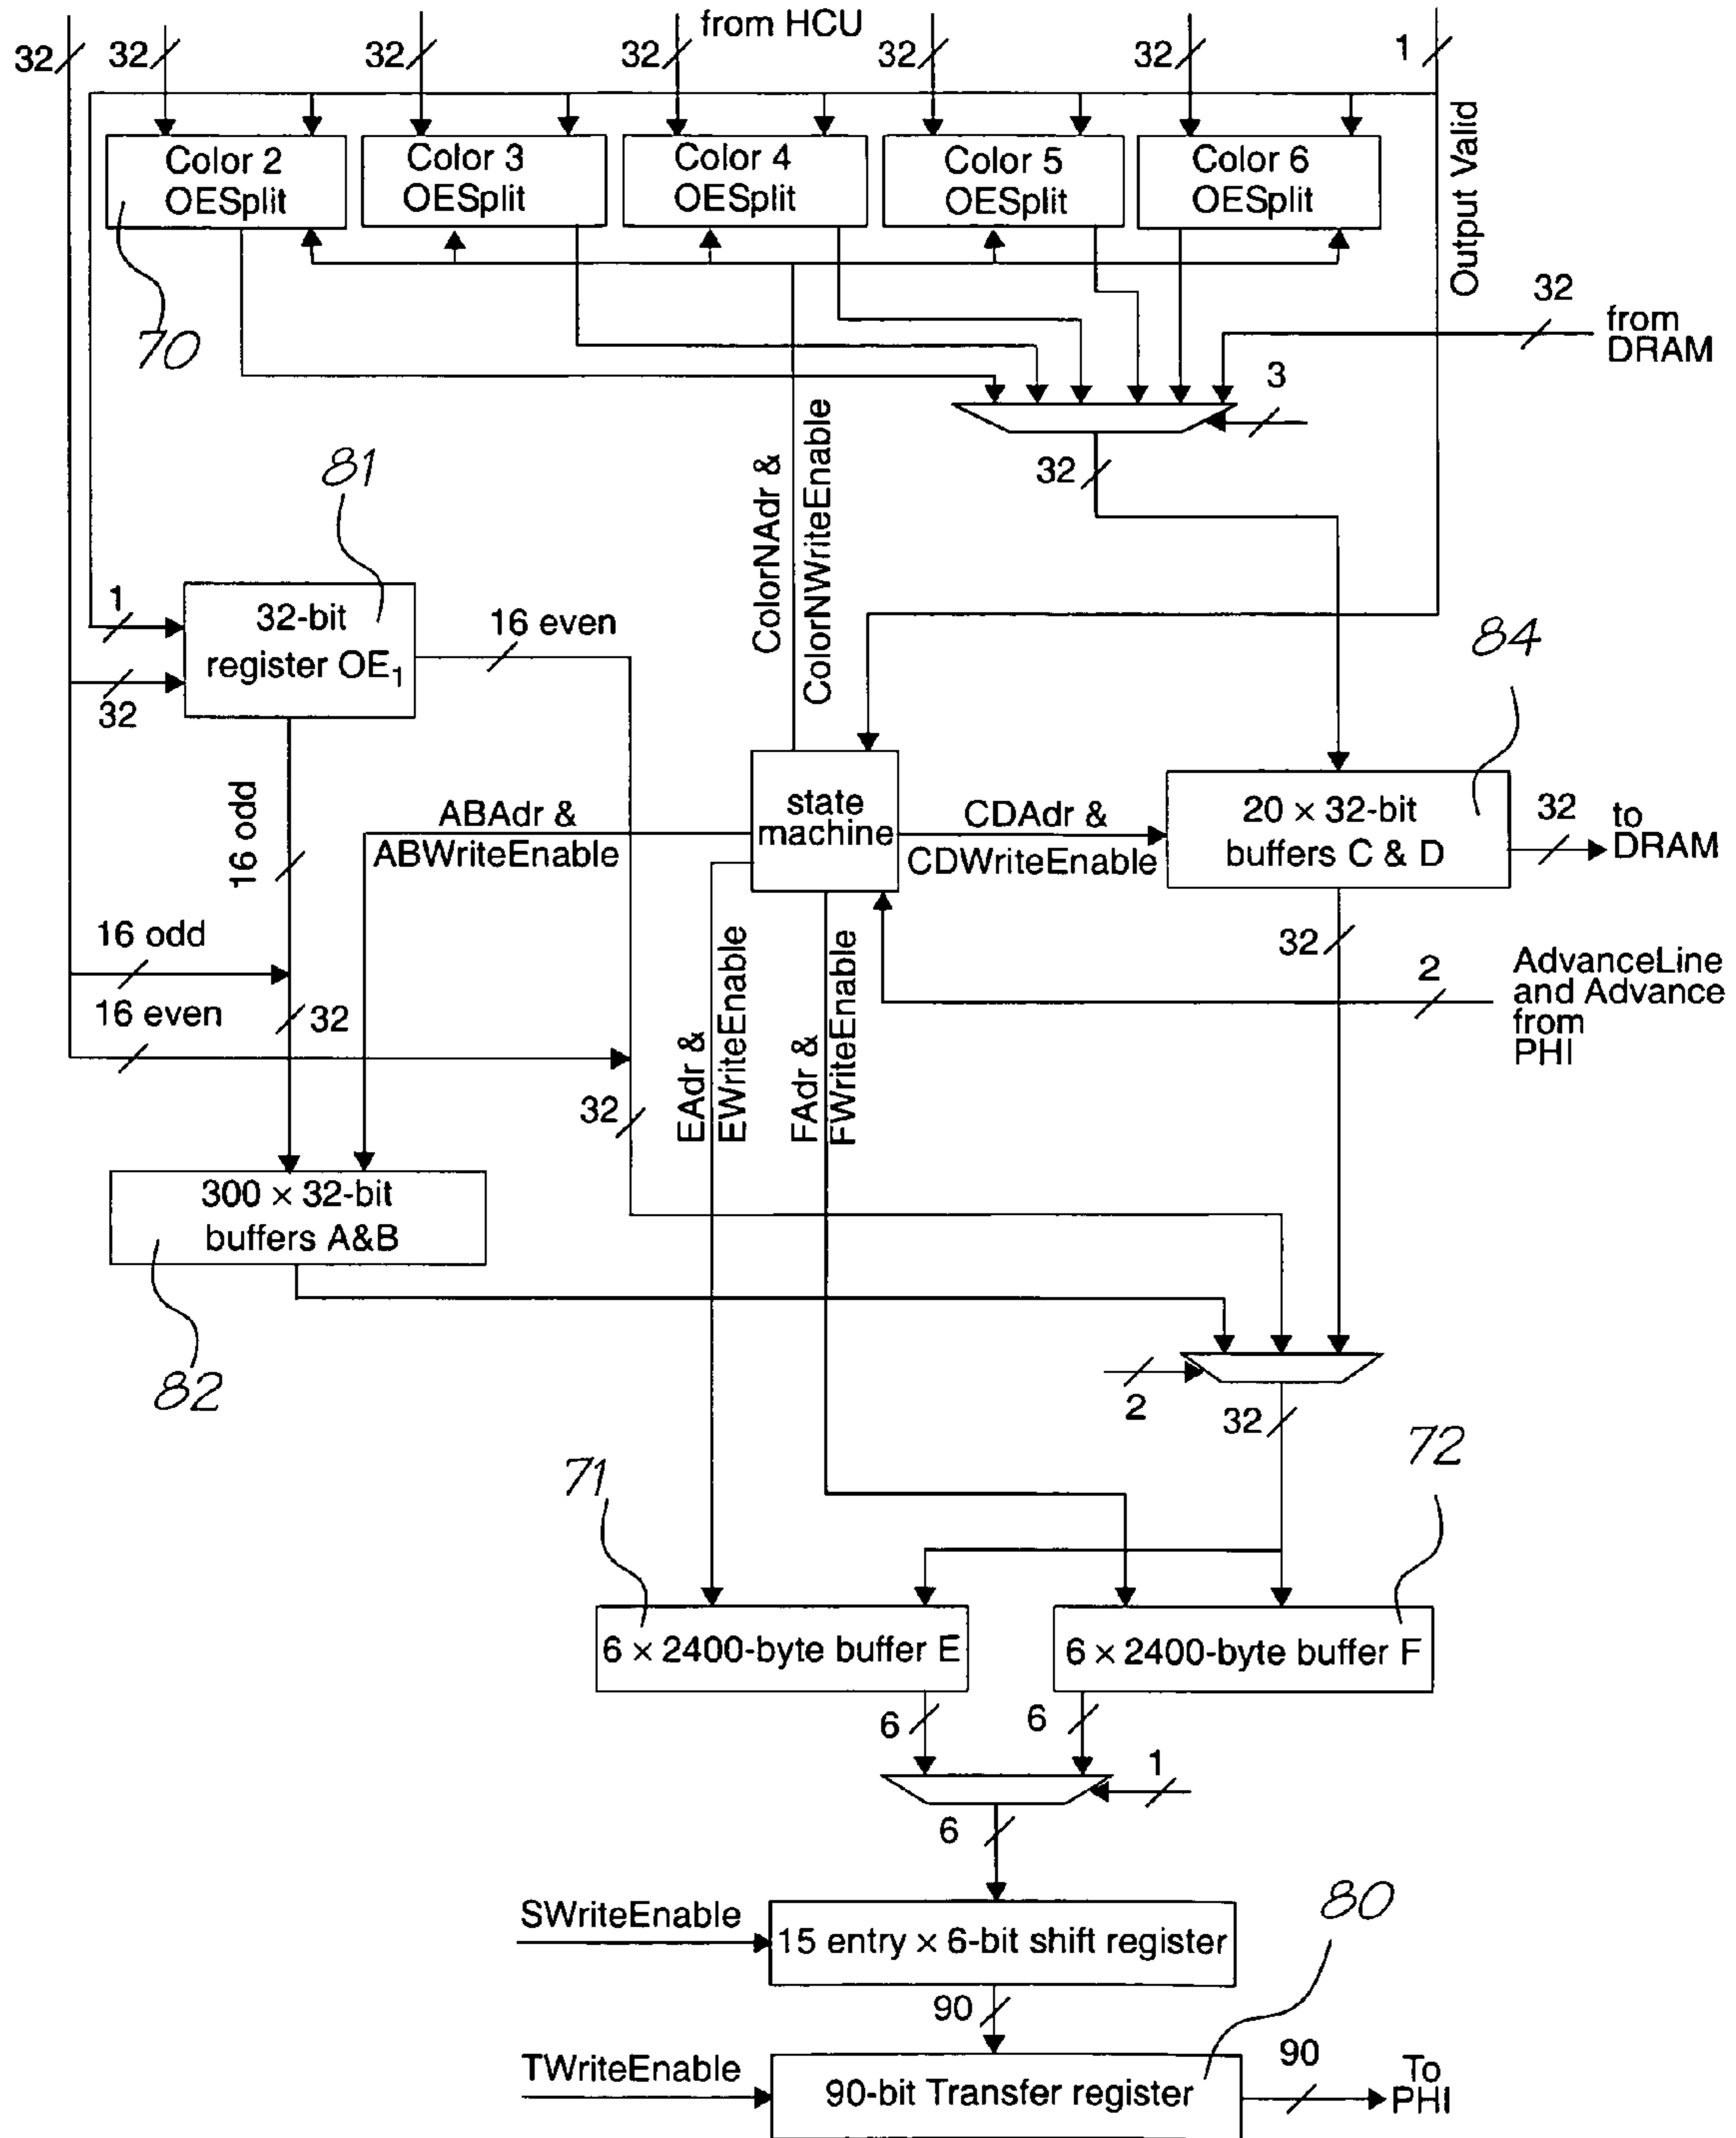 from HCU
32
32
32
32
32
32
1
Color 2
OESplit
Color 3
OESplit
Color 4
OESplit
Color 5
OESplit
Color 6
OESplit
Output Valid
70
32
from
DRAM
3
32
ColorNAdr &
ColorNWriteEnable
81
1
32-bit
register OE₁
32
16 even
84
16 odd
ABAdr &
ABWriteEnable
state
machine
CDAdr &
CDWriteEnable
20 × 32-bit
buffers C & D
32
to
DRAM
16 odd
16 even
32
32
EAdr &
EWriteEnable
FAdr &
FWriteEnable
32
2
AdvanceLine
and Advance
from
PHI
300 × 32-bit
buffers A&B
82
2
32
71
72
6 × 2400-byte buffer E
6 × 2400-byte buffer F
6
6
1
6
SWriteEnable
15 entry × 6-bit shift register
80
90
TWriteEnable
90-bit Transfer register
90
To
PHI